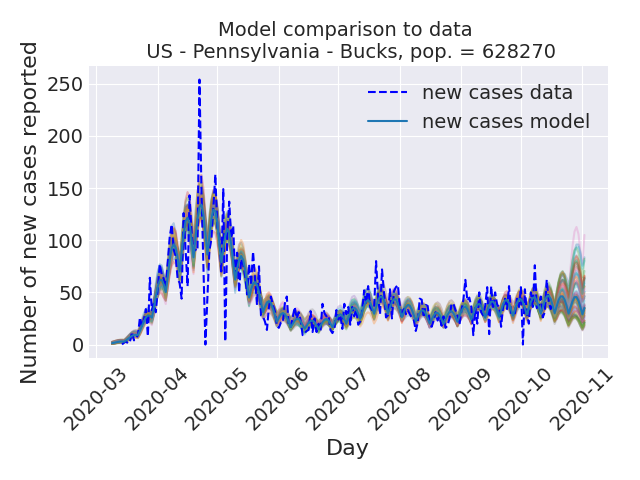 Model comparison to data
US - Pennsylvania - Bucks, pop. = 628270
Number of new cases reported
250
200
150
100
50
0
new cases data
new cases model
2020-03
2020-04
2020-05
2020-06
2020-07
2020-08
2020-09
2020-10
2020-11
Day